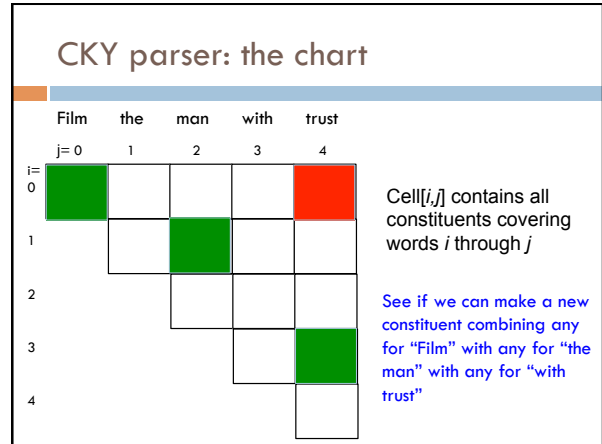 CKY parser: the chart
Film the man with trust
j= 0 1 2 3 4
i=
0
1
2
3
4
Cell[i,j] contains all
constituents covering
words i through j
See if we can make a new
constituent combining any
for “Film” with any for “the
man” with any for “with
trust”